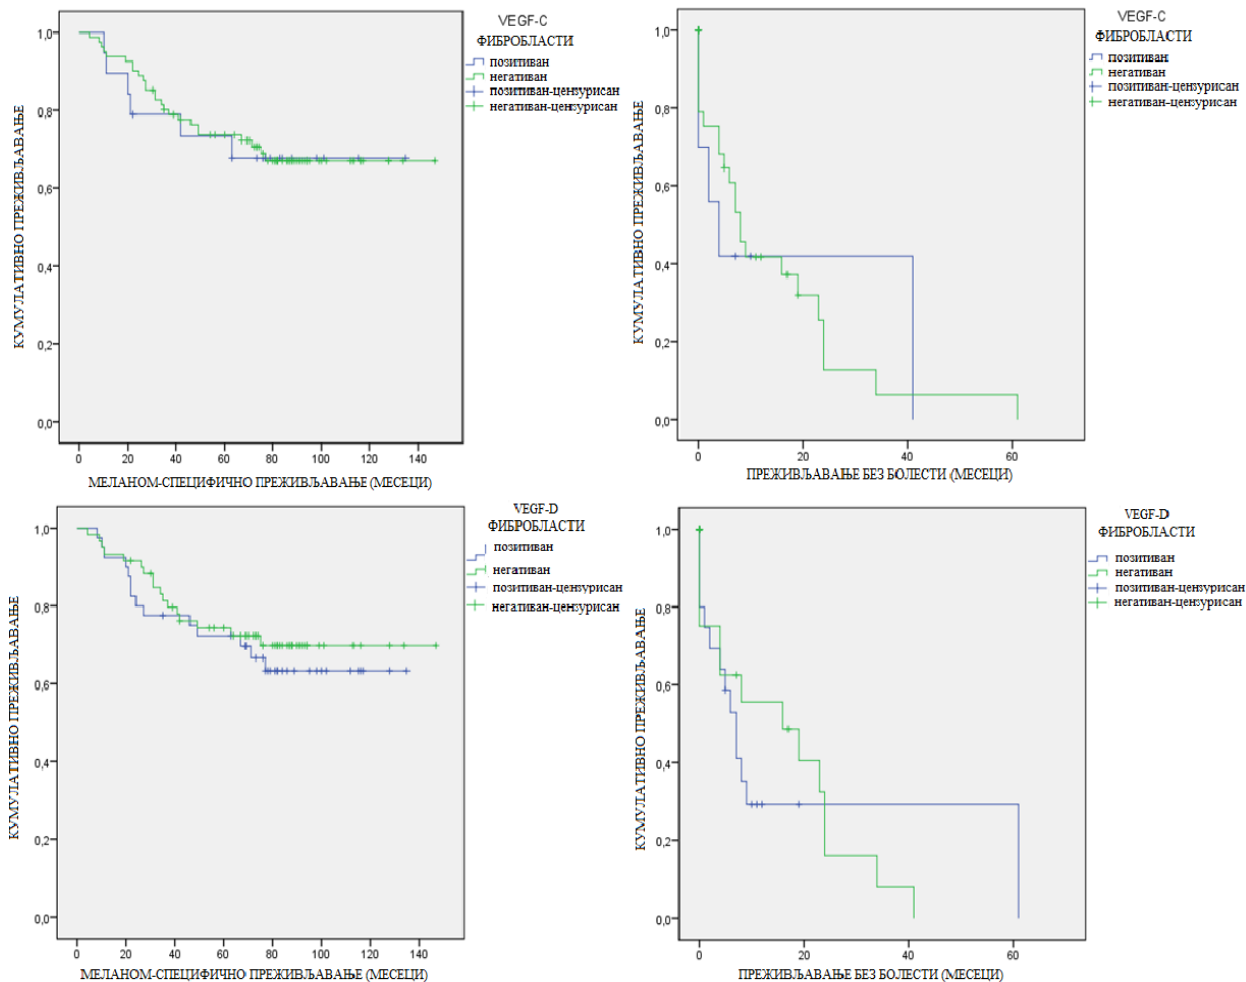 VEGF-C
ФИБРОБЛАСТИ
позитиван
негативан
позитиван-цензурисан
негативан-цензурисан
КУМУЛАТИВНО ПРЕЖИВЉАВАЊЕ
1,0
0,8
0,6
0,4
0,2
0,0
0 20 40 60 80 100 120 140
МЕЛАНОМ-СПЕЦИФИЧНО ПРЕЖИВЉАВАЊЕ (МЕСЕЦИ)
VEGF-C
ФИБРОБЛАСТИ
позитиван
негативан
позитиван-цензурисан
негативан-цензурисан
КУМУЛАТИВНО ПРЕЖИВЉАВАЊЕ
1,0
0,8
0,6
0,4
0,2
0,0
0 20 40 60
ПРЕЖИВЉАВАЊЕ БЕЗ БОЛЕСТИ (МЕСЕЦИ)
VEGF-D
ФИБРОБЛАСТИ
позитиван
негативан
позитиван-цензурисан
негативан-цензурисан
КУМУЛАТИВНО ПРЕЖИВЉАВАЊЕ
1,0
0,8
0,6
0,4
0,2
0,0
0 20 40 60 80 100 120 140
МЕЛАНОМ-СПЕЦИФИЧНО ПРЕЖИВЉАВАЊЕ (МЕСЕЦИ)
VEGF-D
ФИБРОБЛАСТИ
позитиван
негативан
позитиван-цензурисан
негативан-цензурисан
КУМУЛАТИВНО ПРЕЖИВЉАВАЊЕ
1,0
0,8
0,6
0,4
0,2
0,0
0 20 40 60
ПРЕЖИВЉАВАЊЕ БЕЗ БОЛЕСТИ (МЕСЕЦИ)